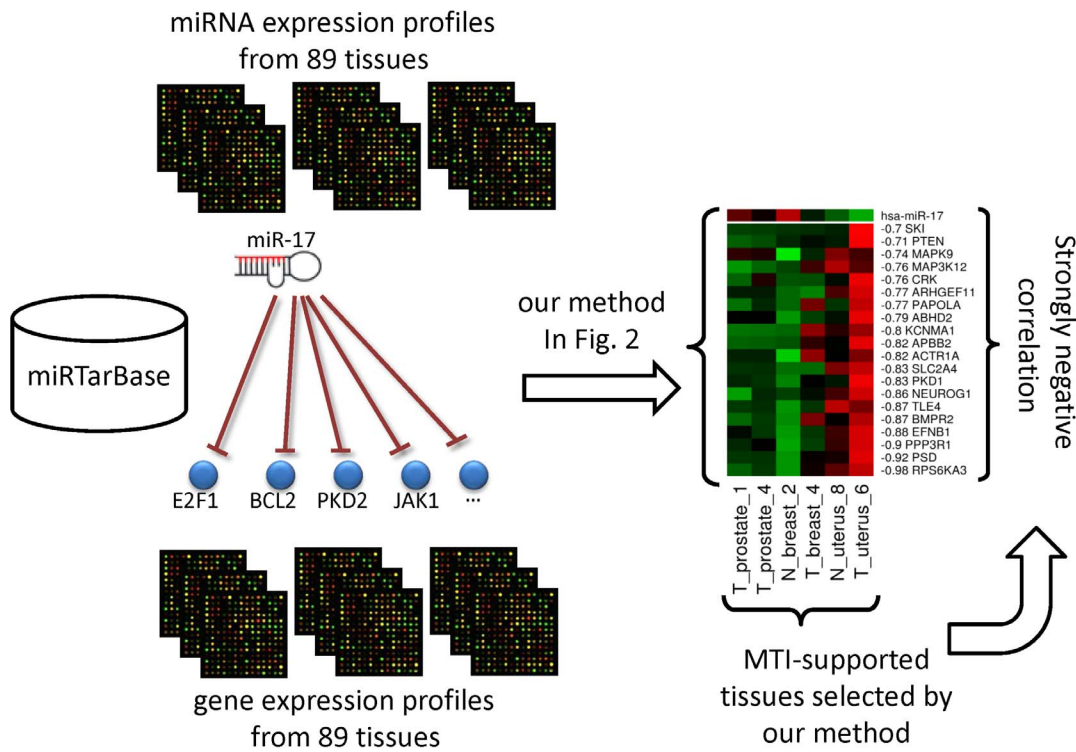 miRNA expression profiles
from 89 tissues
miR-17
miRTarBase
E2F1
BCL2
PKD2
JAK1
...
gene expression profiles
from 89 tissues
our method
In Fig. 2
hsa-miR-17
-0.7 SKI
-0.71 PTEN
-0.74 MAPK9
-0.76 MAP3K12
-0.76 CRK
-0.77 ARHGEF11
-0.77 PAPOLA
-0.79 ABHD2
-0.8 KCNMA1
-0.82 APBB2
-0.82 ACTR1A
-0.83 SLC2A4
-0.83 PKD1
-0.86 NEUROG1
-0.87 TLE4
-0.87 BMPR2
-0.88 EFNB1
-0.9 PPP3R1
-0.92 PSD
-0.98 RPS6KA3
T_prostate_1
T_prostate_4
N_breast_2
T_breast_4
N_uterus_8
T_uterus_6
MTI-supported
tissues selected by
our method
Strongly negative
correlation